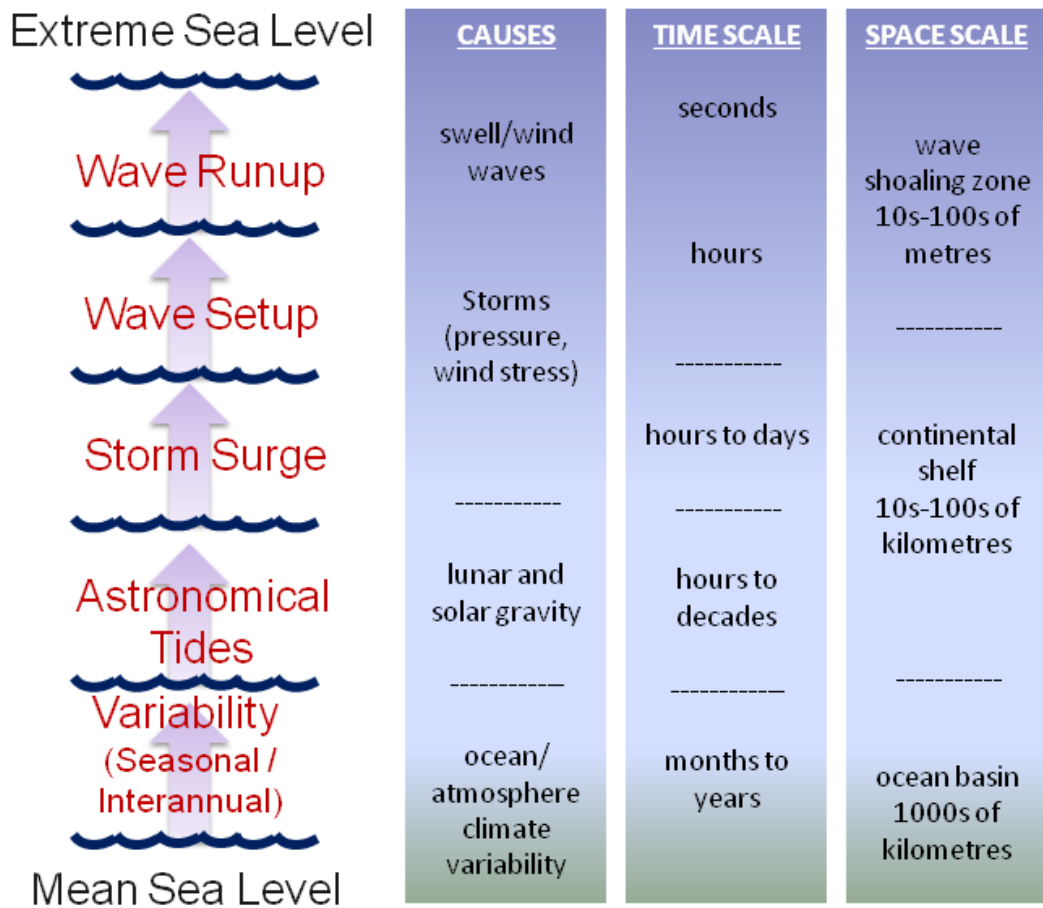 Extreme Sea Level
Wave Runup
Wave Setup
Storm Surge
Astronomical
Tides
Variability
(Seasonal /
Interannual)
Mean Sea Level
CAUSES
swell/wind
waves
Storms
(pressure,
wind stress)
-----------
lunar and
solar gravity
------------
ocean/
atmosphere
climate
variability
TIME SCALE
seconds
hours
-----------
hours to days
-----------
hours to
decades
------------
months to
years
SPACE SCALE
wave
shoaling zone
10s-100s of
metres
-----------
continental
shelf
10s-100s of
kilometres
-----------
ocean basin
1000s of
kilometres